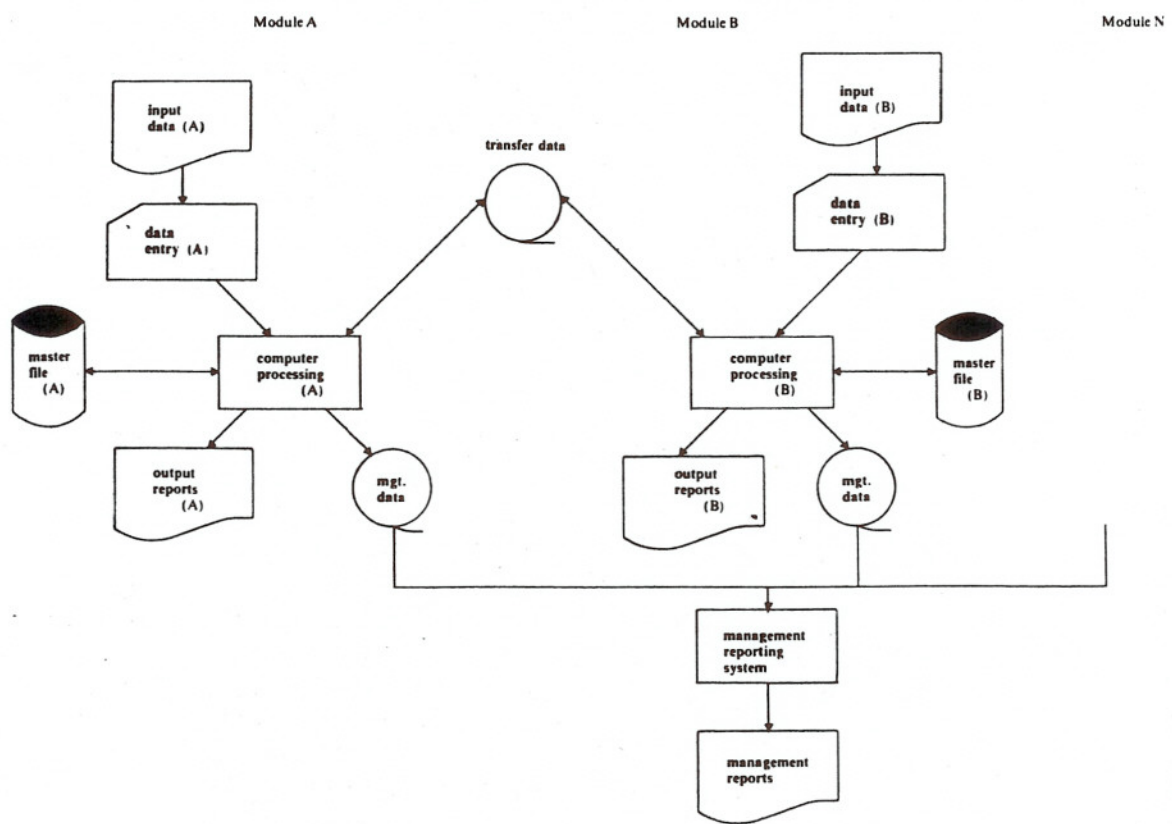 Module A
Module B
Module N
input
data (A)
data
entry (A)
master
file
(A)
computer
processing
(A)
output
reports
(A)
mgt.
data
transfer data
input
data (B)
data
entry (B)
computer
processing
(B)
master
file
(B)
output
reports
(B)
mgt.
data
management
reporting
system
management
reports